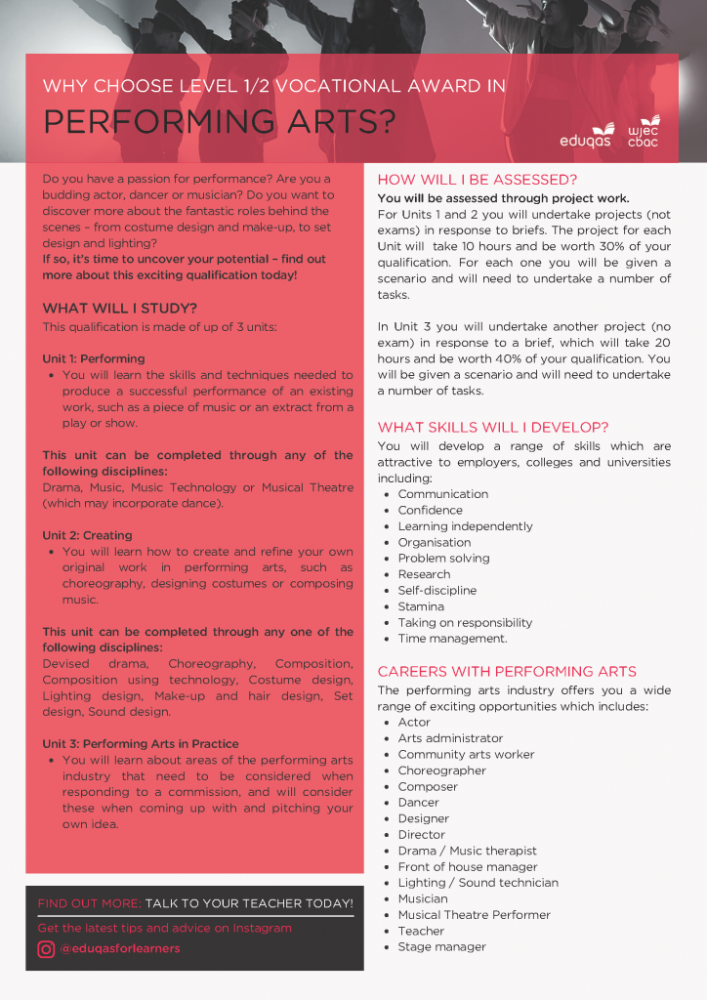 WHY CHOOSE LEVEL 1/2 VOCATIONAL AWARD IN
PERFORMING ARTS?
eduqas
wjec
cbac
Do you have a passion for performance? Are you a
budding actor, dancer or musician? Do you want to
discover more about the fantastic roles behind the
scenes – from costume design and make-up, to set
design and lighting?
If so, it's time to uncover your potential – find out
more about this exciting qualification today!
WHAT WILL I STUDY?
This qualification is made of up of 3 units:
Unit 1: Performing
• You will learn the skills and techniques needed to
produce a successful performance of an existing
work, such as a piece of music or an extract from a
play or show.
This unit can be completed through any of the
following disciplines:
Drama, Music, Music Technology or Musical Theatre
(which may incorporate dance).
Unit 2: Creating
• You will learn how to create and refine your own
original work in performing arts, such as
choreography, designing costumes or composing
music.
This unit can be completed through any one of the
following disciplines:
Devised drama, Choreography, Composition,
Composition using technology, Costume design,
Lighting design, Make-up and hair design, Set
design, Sound design.
Unit 3: Performing Arts in Practice
• You will learn about areas of the performing arts
industry that need to be considered when
responding to a commission, and will consider
these when coming up with and pitching your
own idea.
FIND OUT MORE: TALK TO YOUR TEACHER TODAY!
Get the latest tips and advice on Instagram
@eduqasforlearners
HOW WILL I BE ASSESSED?
You will be assessed through project work.
For Units 1 and 2 you will undertake projects (not
exams) in response to briefs. The project for each
Unit will take 10 hours and be worth 30% of your
qualification. For each one you will be given a
scenario and will need to undertake a number of
tasks.
In Unit 3 you will undertake another project (no
exam) in response to a brief, which will take 20
hours and be worth 40% of your qualification. You
will be given a scenario and will need to undertake
a number of tasks.
WHAT SKILLS WILL I DEVELOP?
You will develop a range of skills which are
attractive to employers, colleges and universities
including:
• Communication
• Confidence
• Learning independently
• Organisation
• Problem solving
• Research
• Self-discipline
• Stamina
• Taking on responsibility
• Time management.
CAREERS WITH PERFORMING ARTS
The performing arts industry offers you a wide
range of exciting opportunities which includes:
• Actor
• Arts administrator
• Community arts worker
• Choreographer
• Composer
• Dancer
• Designer
• Director
• Drama / Music therapist
• Front of house manager
• Lighting / Sound technician
• Musician
• Musical Theatre Performer
• Teacher
• Stage manager